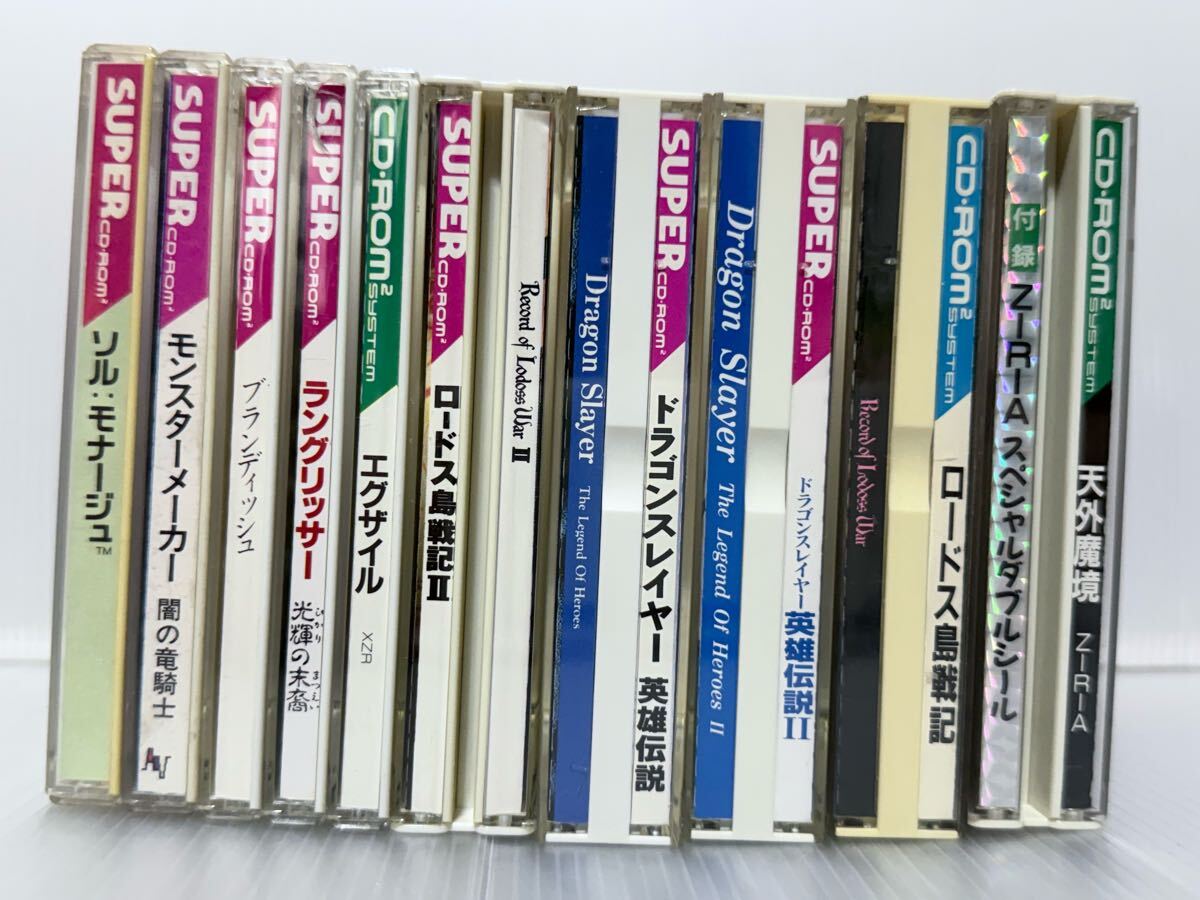 SUPER CD·ROM²
ソル:モナージュ™
SUPER CD·ROM²
モンスターメーカー 闇の竜騎士
SUPER CD·ROM²
ブランディッシュ
SUPER CD·ROM²
ラングリッサー 光輝の末裔
ひかり まつえい
CD·ROM² SYSTEM
エグザイル XZR
SUPER CD·ROM²
ロードス島戦記II
Record of Lodoss War II
Dragon Slayer The Legend Of Heroes
SUPER CD·ROM²
ドラゴンスレイヤー 英雄伝説
Dragon Slayer The Legend Of Heroes II
SUPER CD·ROM²
ドラゴンスレイヤー 英雄伝説II
Record of Lodoss War
CD·ROM² SYSTEM
ロードス島戦記
付録 ZIRIA スペシャルダブルシール
CD·ROM² SYSTEM
天外魔境 ZIRIA